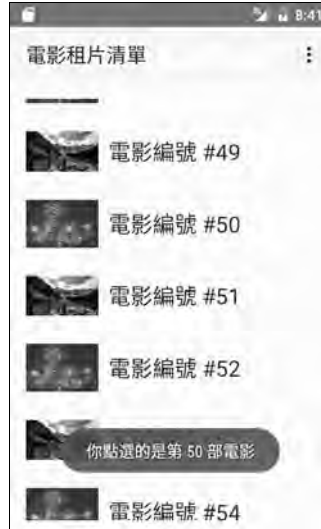 8:41
電影租片清單
電影編號 #49
電影編號 #50
電影編號 #51
電影編號 #52
你點選的是第 50 部電影
電影編號 #54